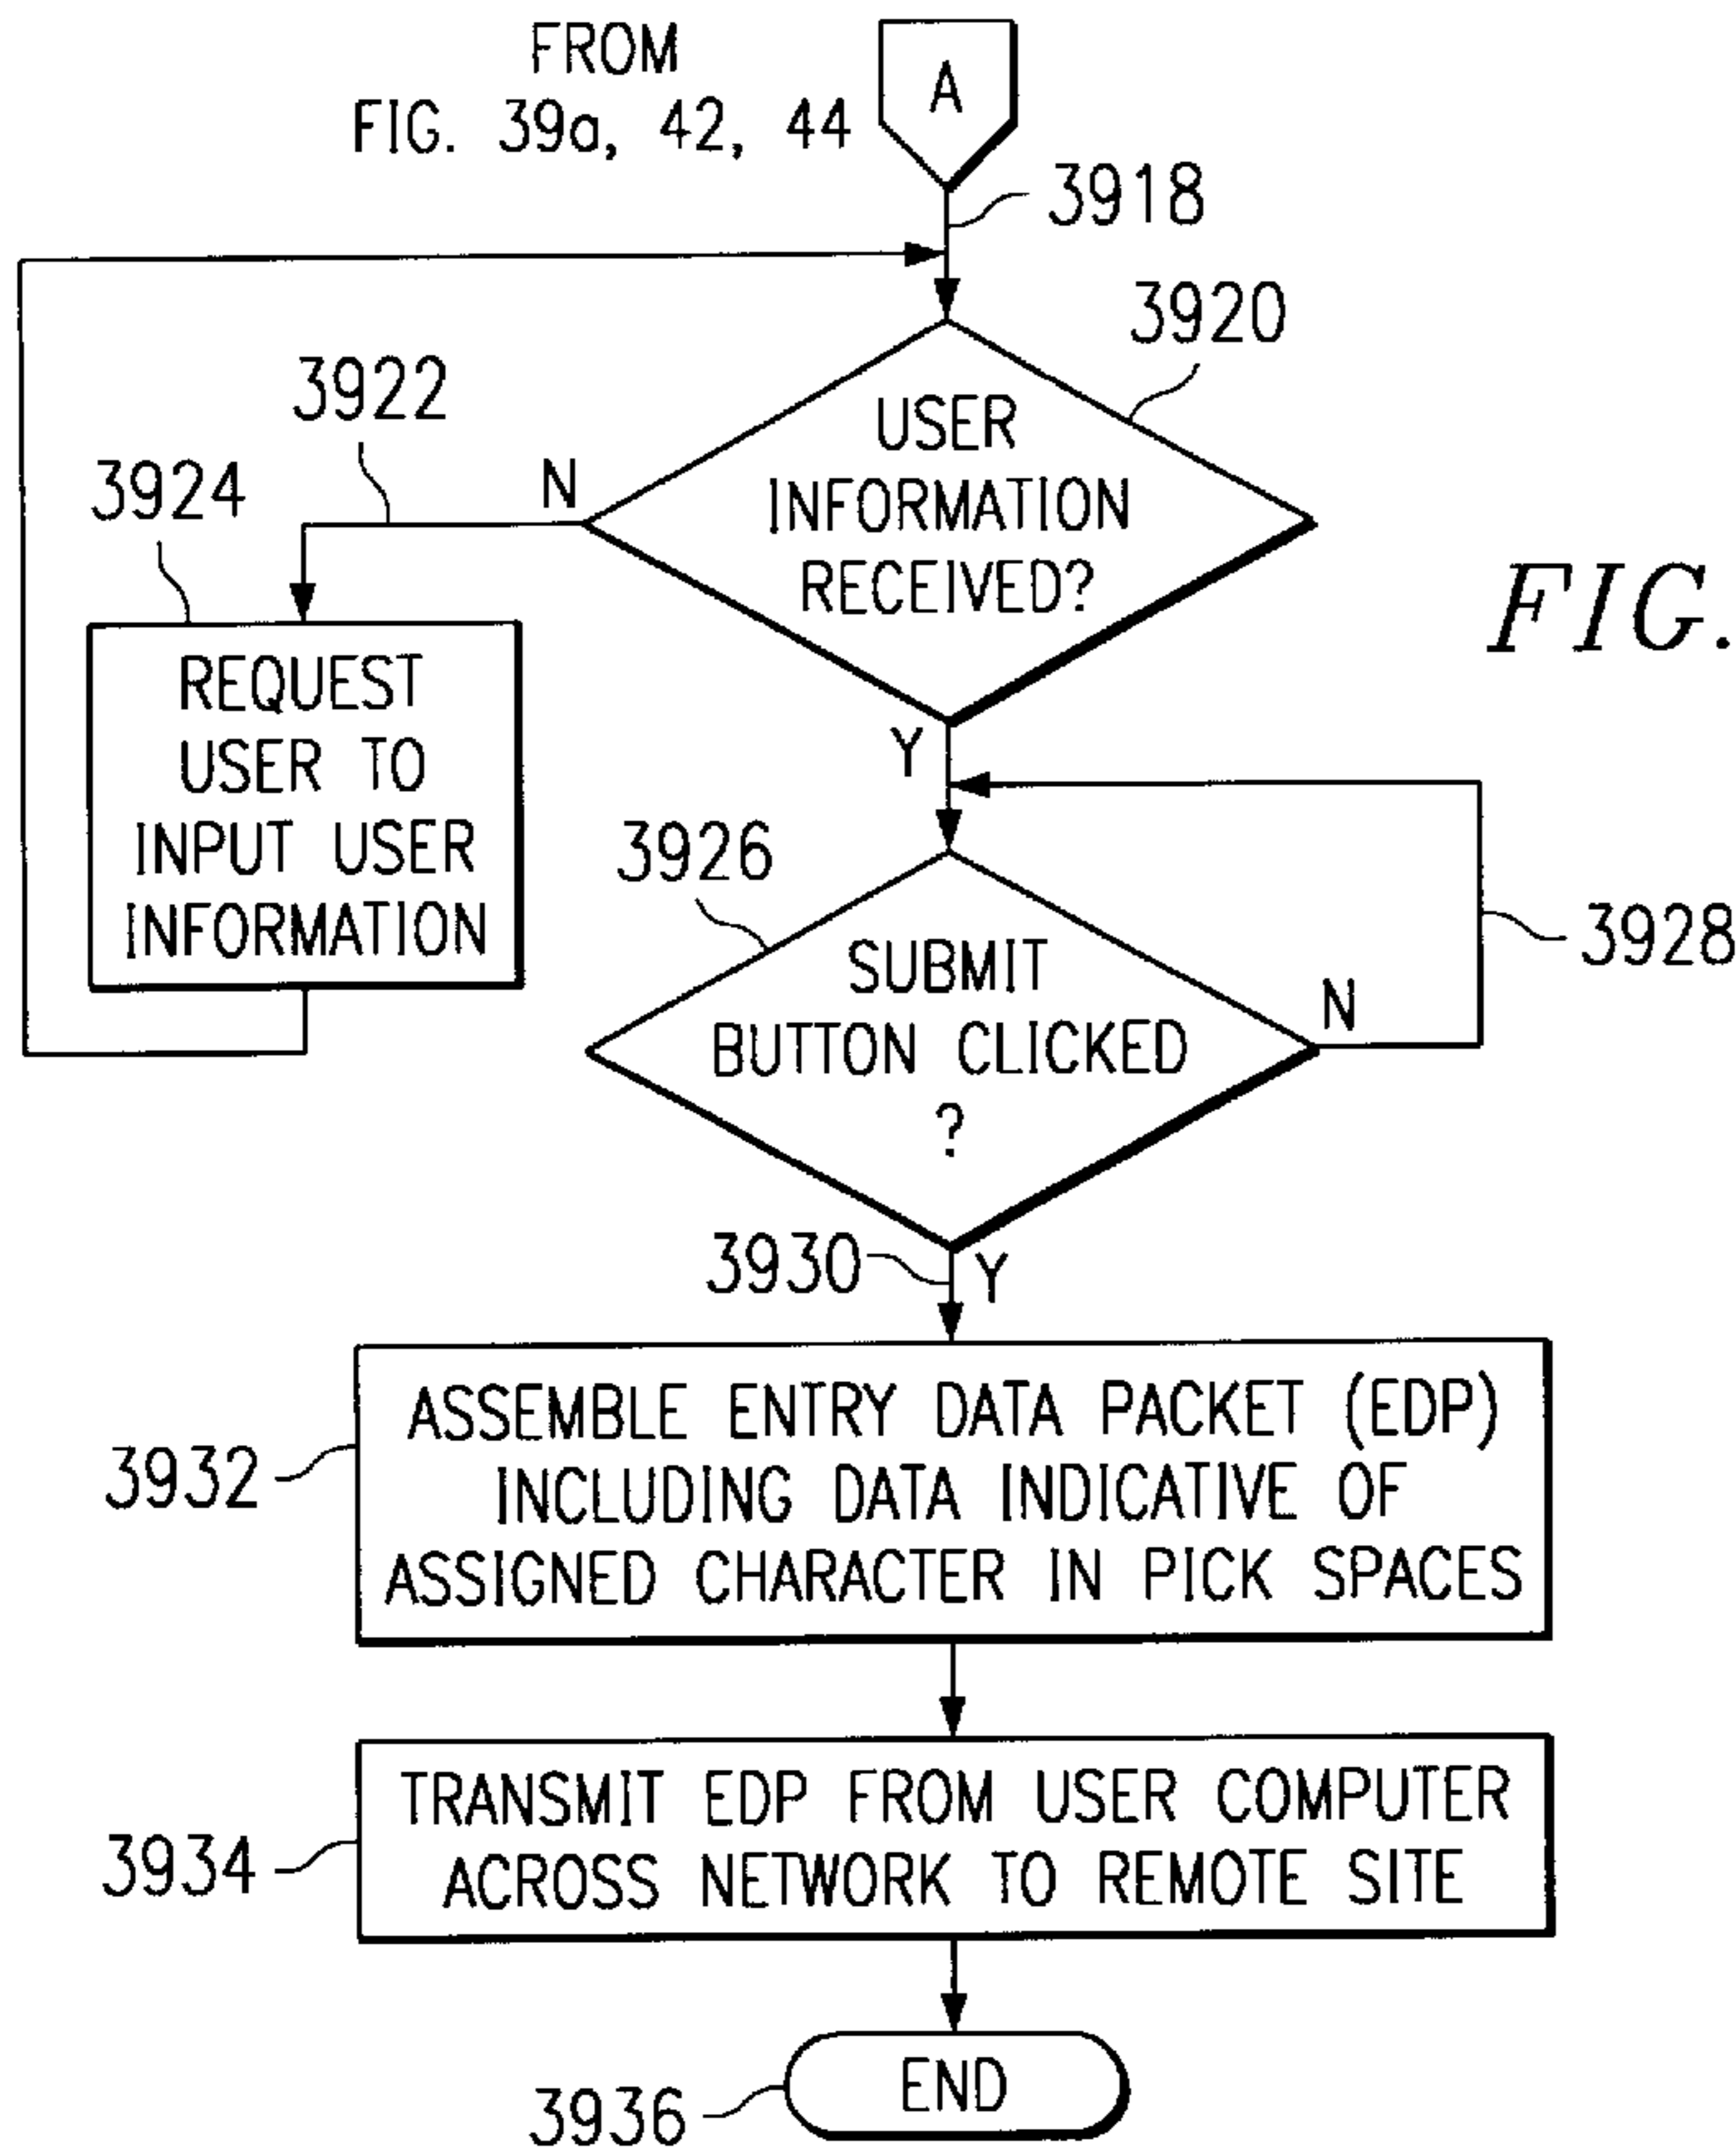 FROM
FIG. 39a, 42, 44
A
3918
3920
3922
N
USER
INFORMATION
RECEIVED?
3924
FIG.
REQUEST
USER TO
INPUT USER
INFORMATION
Y
3926
3928
SUBMIT
BUTTON CLICKED
?
N
3930
Y
ASSEMBLE ENTRY DATA PACKET (EDP)
INCLUDING DATA INDICATIVE OF
ASSIGNED CHARACTER IN PICK SPACES
3932
TRANSMIT EDP FROM USER COMPUTER
ACROSS NETWORK TO REMOTE SITE
3934
END
3936